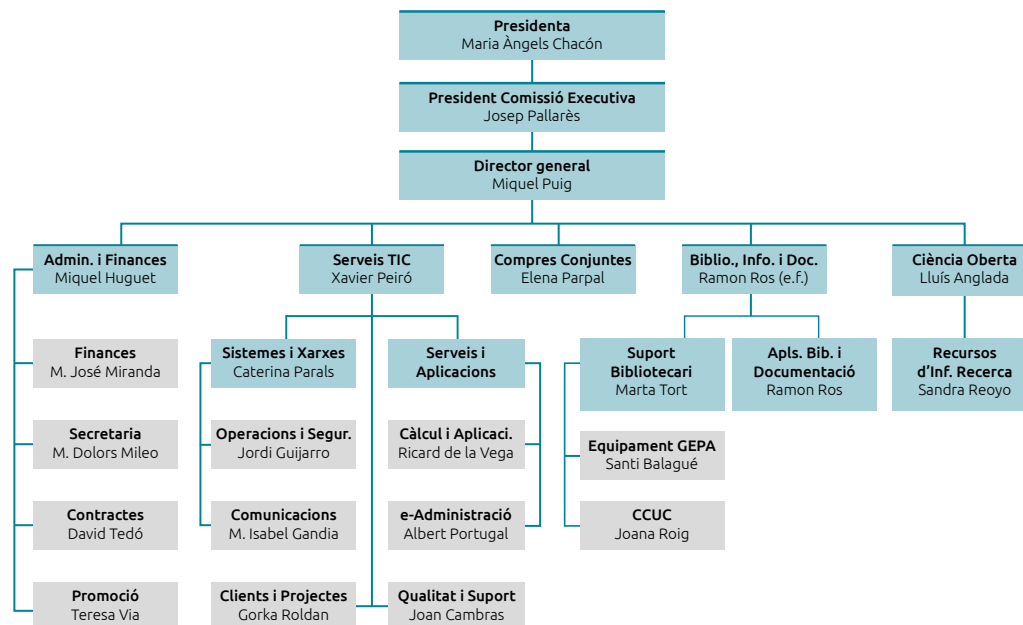 Presidenta
Maria Àngels Chacón
President Comissió Executiva
Josep Pallarès
Director general
Miquel Puig
Admin. i Finances
Miquel Huguet
Serveis TIC
Xavier Peiró
Compres Conjuntes
Elena Parpal
Biblio., Info. i Doc.
Ramon Ros (e.f.)
Ciència Oberta
Lluís Anglada
Finances
M. José Miranda
Sistemes i Xarxes
Caterina Parals
Serveis i
Aplicacions
Suport
Bibliotecari
Marta Tort
Apls. Bib. i
Documentació
Ramon Ros
Recursos
d'Inf. Recerca
Sandra Reoyo
Secretaria
M. Dolors Mileo
Operacions i Segur.
Jordi Guijarro
Càlcul i Aplicaci.
Ricard de la Vega
Equipament GEPA
Santi Balagué
Contractes
David Tedó
Comunicacions
M. Isabel Gandia
e-Administració
Albert Portugal
CCUC
Joana Roig
Promoció
Teresa Via
Clients i Projectes
Gorka Roldan
Qualitat i Suport
Joan Cambras